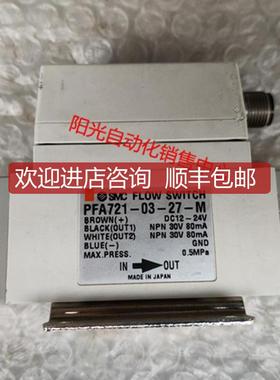 阳光自动化销售中心
欢迎进店咨询 顺丰包邮
SMC FLOW SWITCH
PFA721-03-27-M
BROWN(+) DC12~24V
BLACK(OUT1) NPN 30V 80mA
WHITE(OUT2) NPN 30V 80mA
BLUE(-) GND
MAX.PRESS. 0.5MPa
IN OUT
MADE IN JAPAN